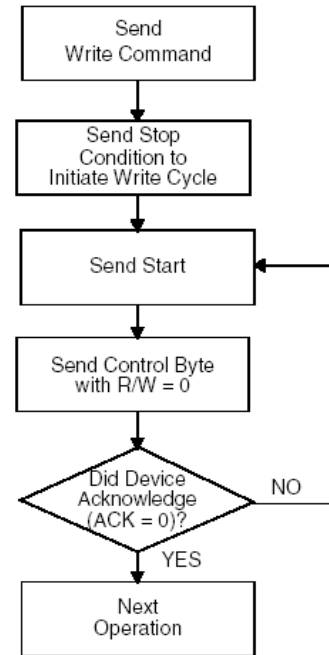 Send
Write Command
Send Stop
Condition to
Initiate Write Cycle
Send Start
Send Control Byte
with R/W = 0
Did Device
Acknowledge
(ACK = 0)?
NO
YES
Next
Operation